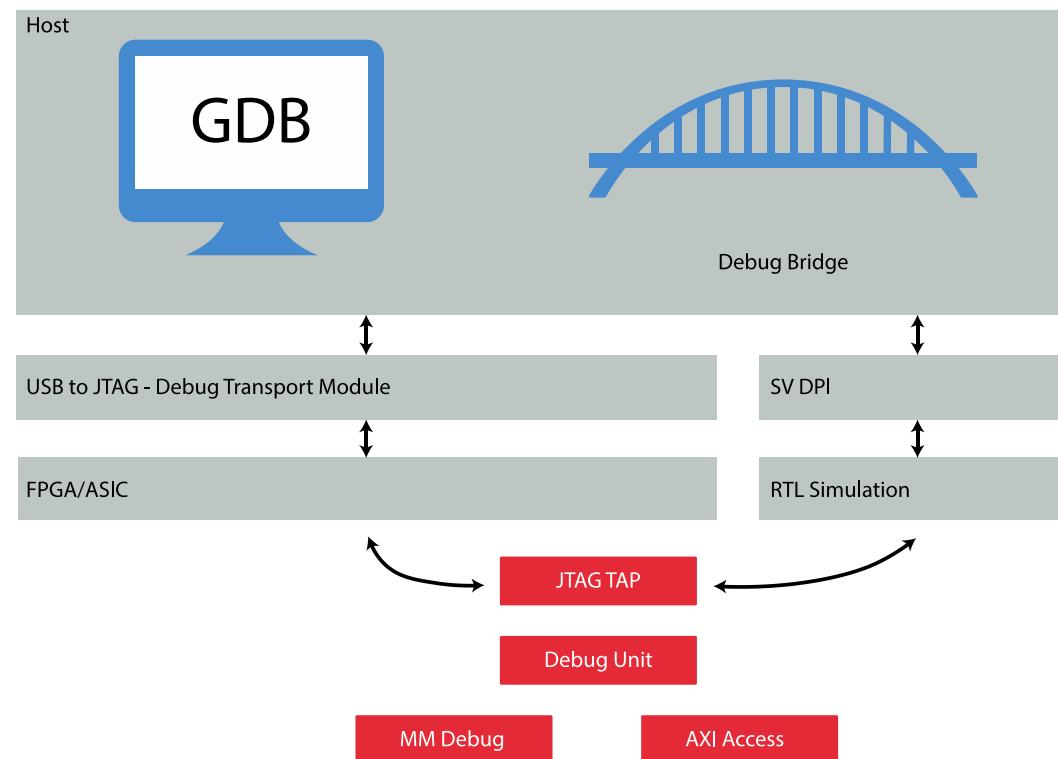 Host
GDB
Debug Bridge
USB to JTAG - Debug Transport Module
SV DPl
FPGA/ASIC
RTL Simulation
JTAG TAP
Debug Unit
MM Debug
AXI Access